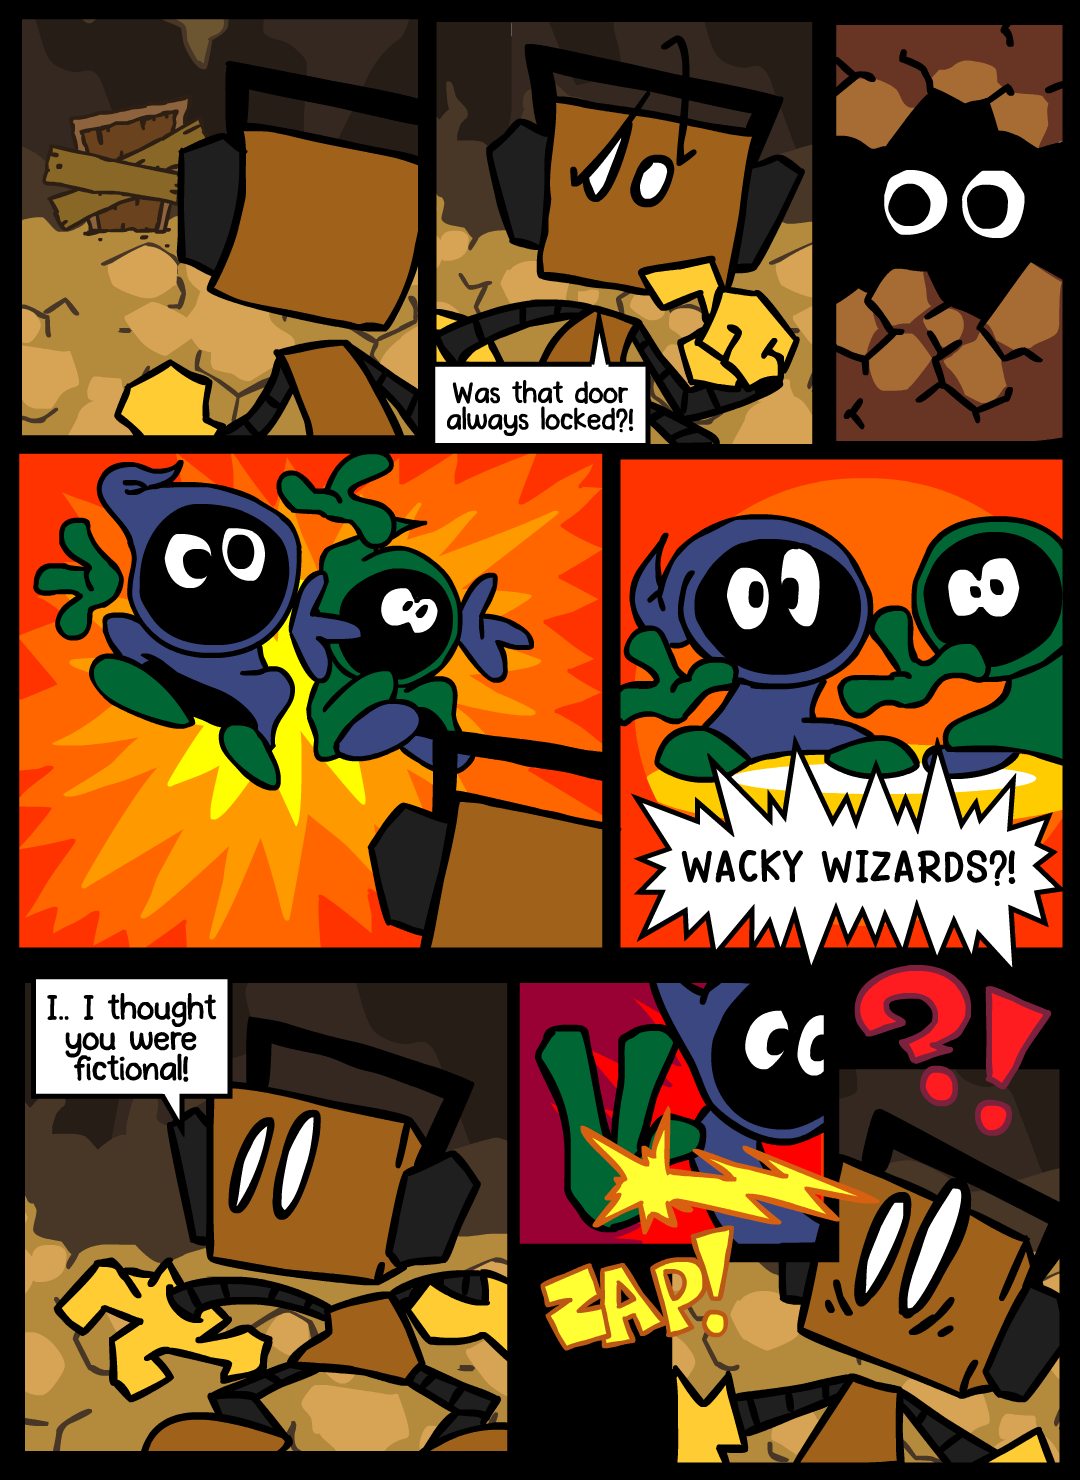 Was that door
always locked?!
WACKY WIZARDS?!
I.. I thought
you were
fictional!
?!
ZAP!